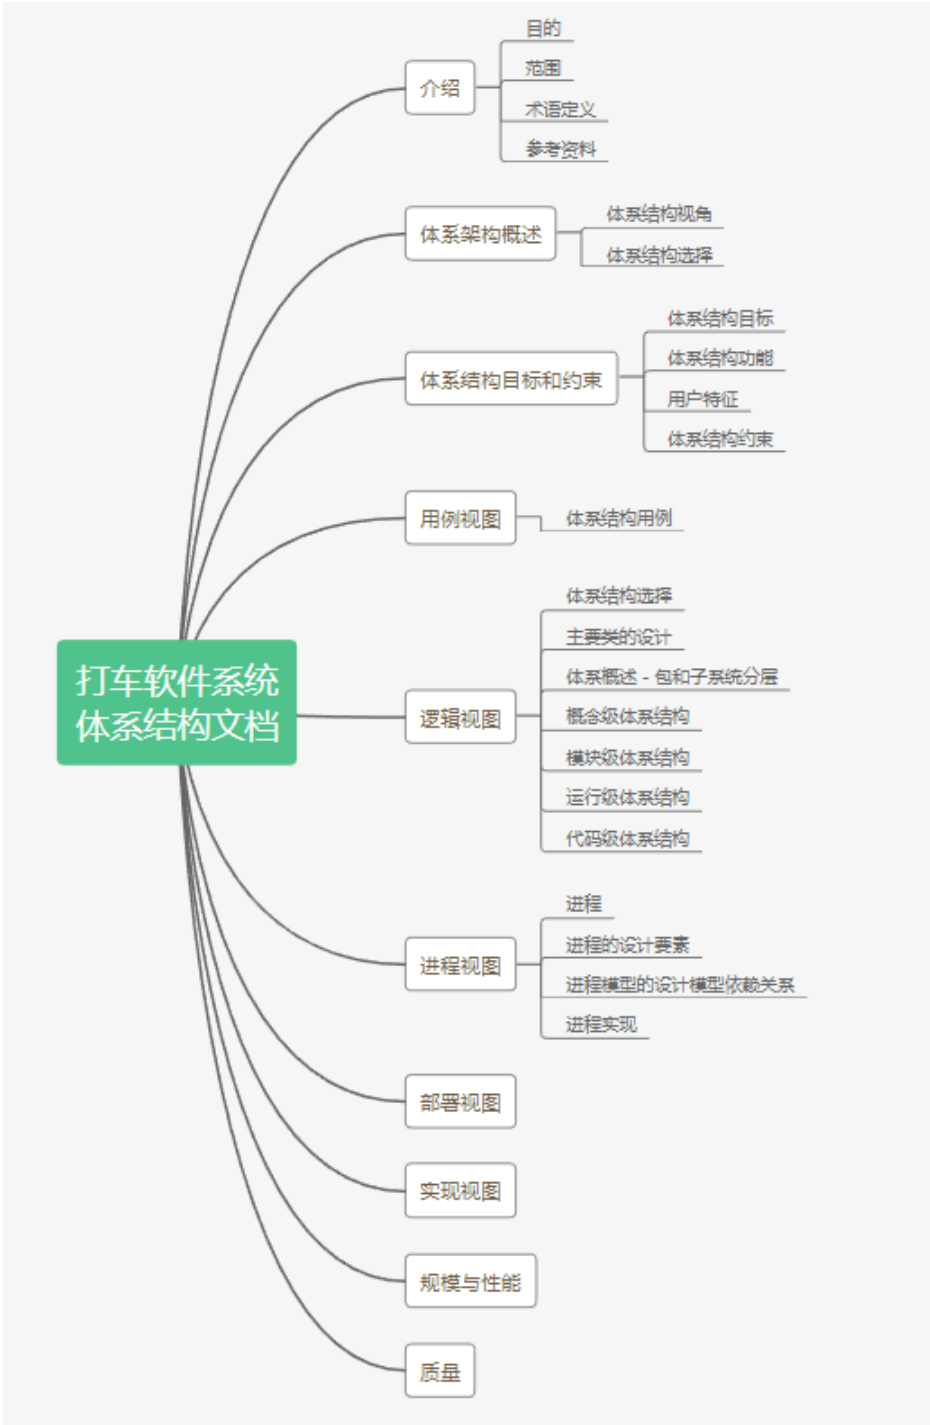 打车软件系统
体系结构文档
介绍
目的
范围
术语定义
参考资料
体系架构概述
体系结构视角
体系结构选择
体系结构目标和约束
体系结构目标
体系结构功能
用户特征
体系结构约束
用例视图
体系结构用例
逻辑视图
体系结构选择
主要类的设计
体系概述 - 包和子系统分层
概念级体系结构
模块级体系结构
运行级体系结构
代码级体系结构
进程视图
进程
进程的设计要素
进程模型的设计模型依赖关系
进程实现
部署视图
实现视图
规模与性能
质量